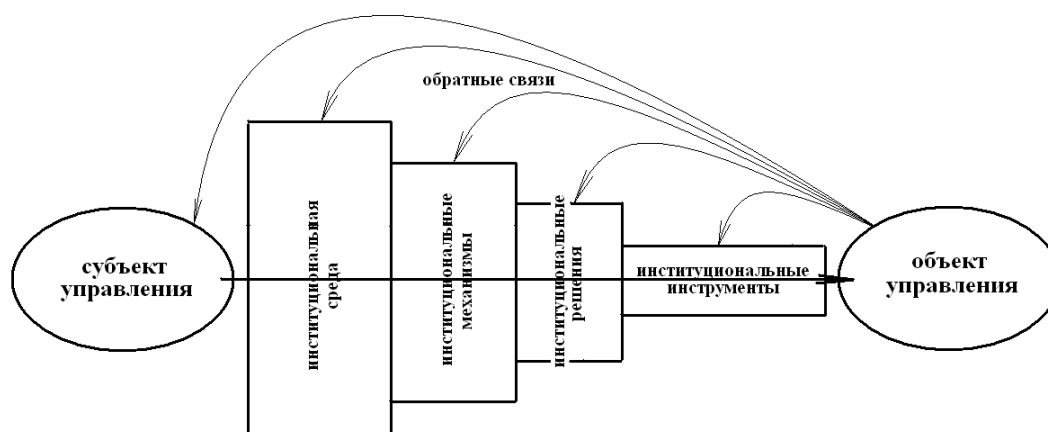 обратные связи
субъект
управления
институциональная
среда
институциональные
механизмы
институциональные
решения
институциональные
инструменты
объект
управления